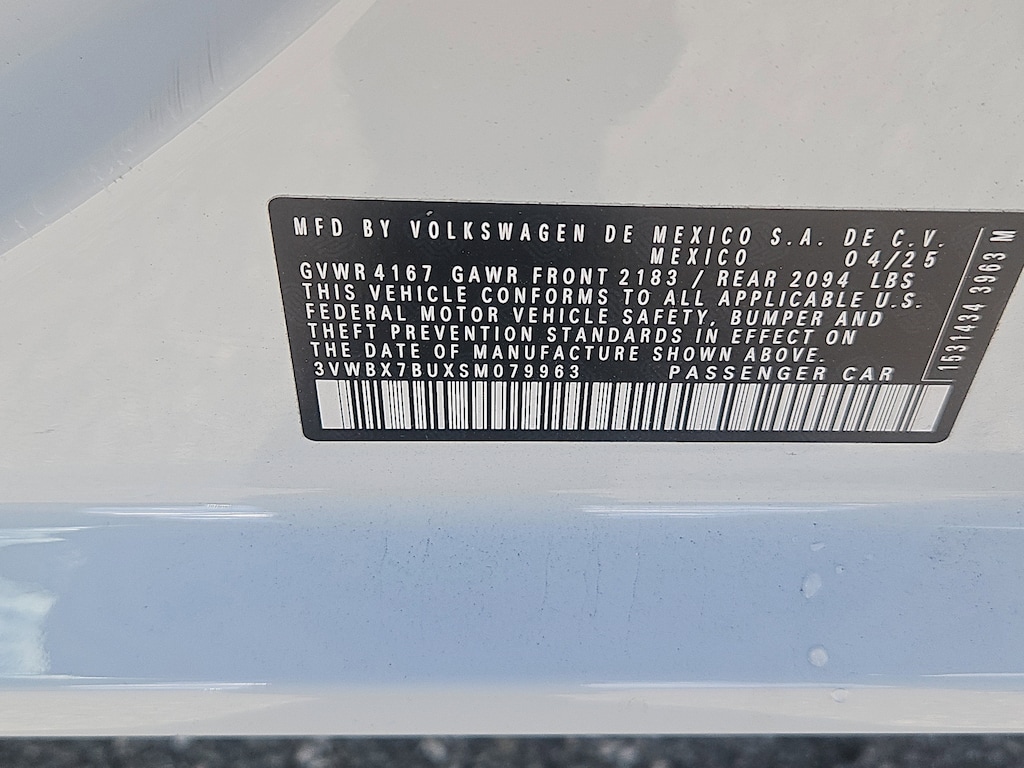 MFD BY VOLKSWAGEN DE MEXICO S.A. DE C.V.
MEXICO 04/25
GVWR 4167 GAWR FRONT 2183 / REAR 2094 LBS
THIS VEHICLE CONFORMS TO ALL APPLICABLE U.S.
FEDERAL MOTOR VEHICLE SAFETY, BUMPER AND
THEFT PREVENTION STANDARDS IN EFFECT ON
THE DATE OF MANUFACTURE SHOWN ABOVE.
3VWBX7BUXSM079963 PASSENGER CAR
1531434 3963 M